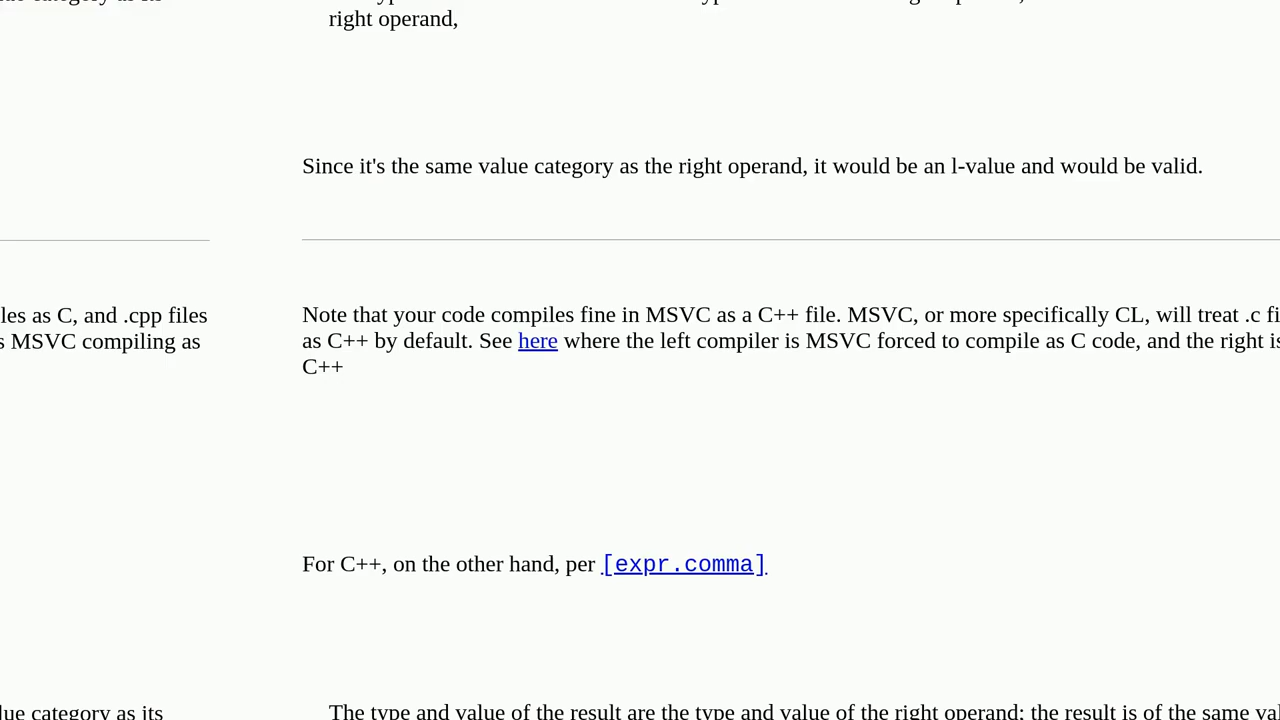 right operand,
Since it's the same value category as the right operand, it would be an l-value and would be valid.
les as C, and .cpp files
MSVC compiling as
Note that your code compiles fine in MSVC as a C++ file. MSVC, or more specifically CL, will treat .c fi
as C++ by default. See here where the left compiler is MSVC forced to compile as C code, and the right is
C++
For C++, on the other hand, per [expr.comma]
lue category as its
The type and value of the result are the type and value of the right operand; the result is of the same va